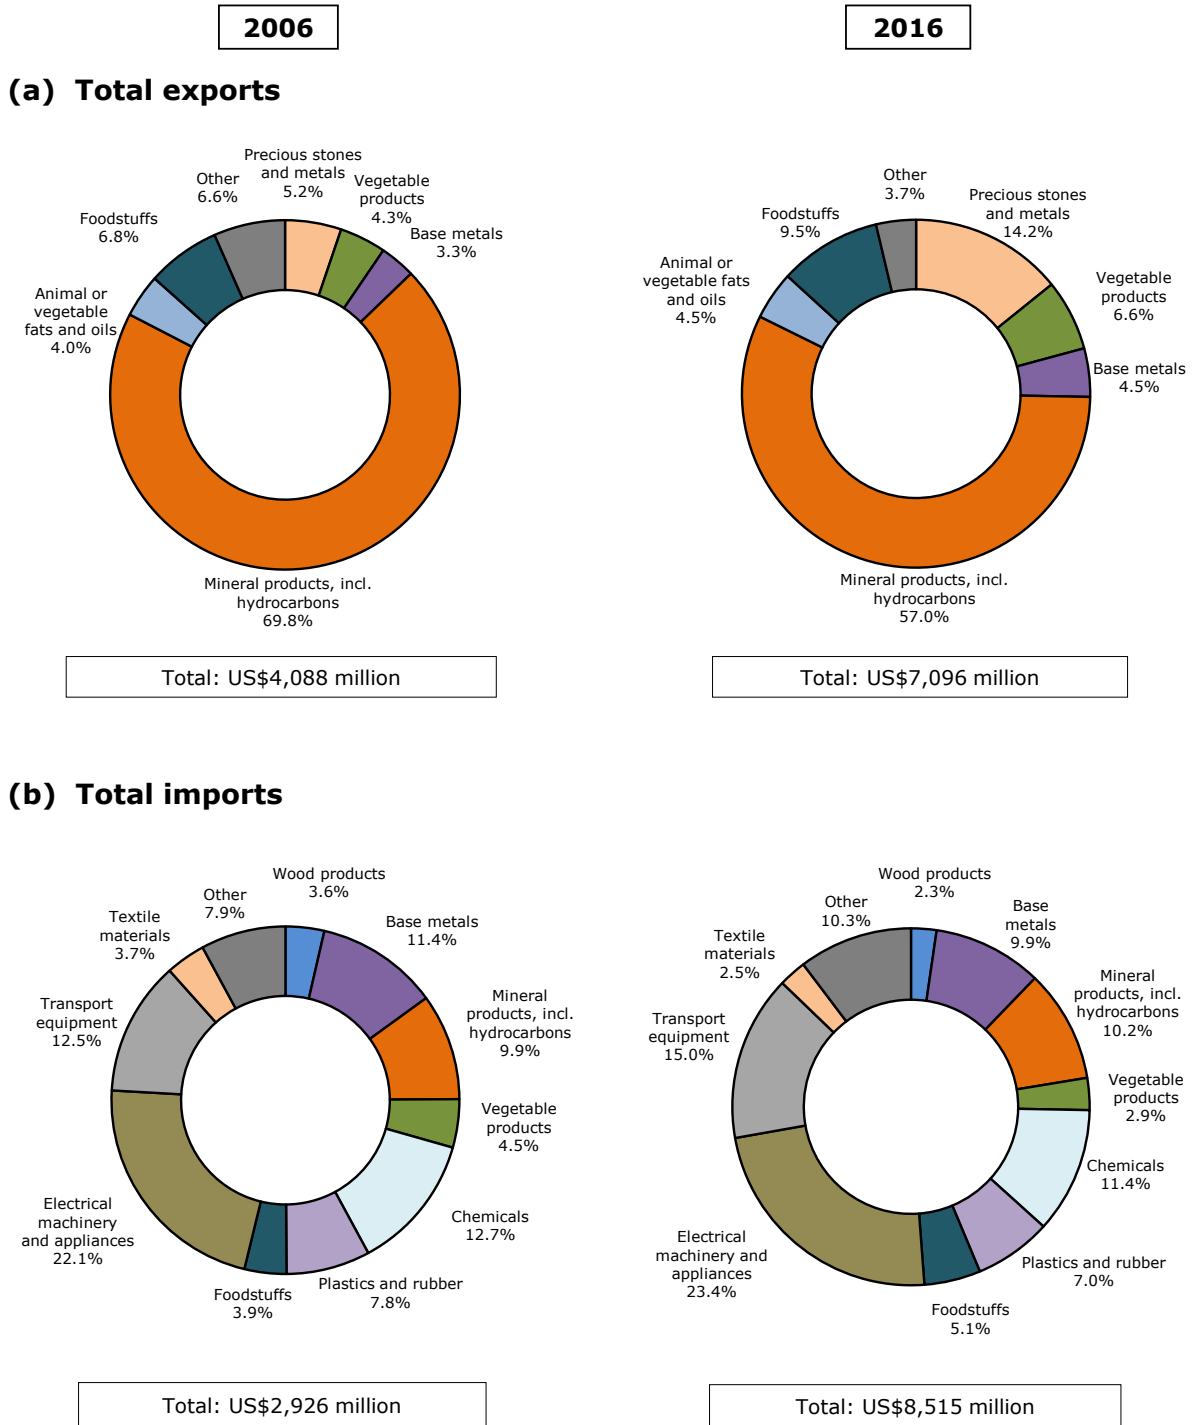 2006
2016
(a) Total exports
Precious stones
and metals
5.2%
Vegetable
products
4.3%
Base metals
3.3%
Mineral products, incl.
hydrocarbons
69.8%
Animal or
vegetable
fats and oils
4.0%
Foodstuffs
6.8%
Other
6.6%
Total: US$4,088 million
Precious stones
and metals
14.2%
Vegetable
products
6.6%
Base metals
4.5%
Mineral products, incl.
hydrocarbons
57.0%
Animal or
vegetable fats
and oils
4.5%
Foodstuffs
9.5%
Other
3.7%
Total: US$7,096 million
(b) Total imports
Wood products
3.6%
Base metals
11.4%
Mineral
products, incl.
hydrocarbons
9.9%
Vegetable
products
4.5%
Chemicals
12.7%
Plastics and rubber
7.8%
Foodstuffs
3.9%
Electrical
machinery
and appliances
22.1%
Transport
equipment
12.5%
Textile
materials
3.7%
Other
7.9%
Total: US$2,926 million
Wood products
2.3%
Base
metals
9.9%
Mineral
products, incl.
hydrocarbons
10.2%
Vegetable
products
2.9%
Chemicals
11.4%
Plastics and rubber
7.0%
Foodstuffs
5.1%
Electrical
machinery and
appliances
23.4%
Transport
equipment
15.0%
Textile
materials
2.5%
Other
10.3%
Total: US$8,515 million